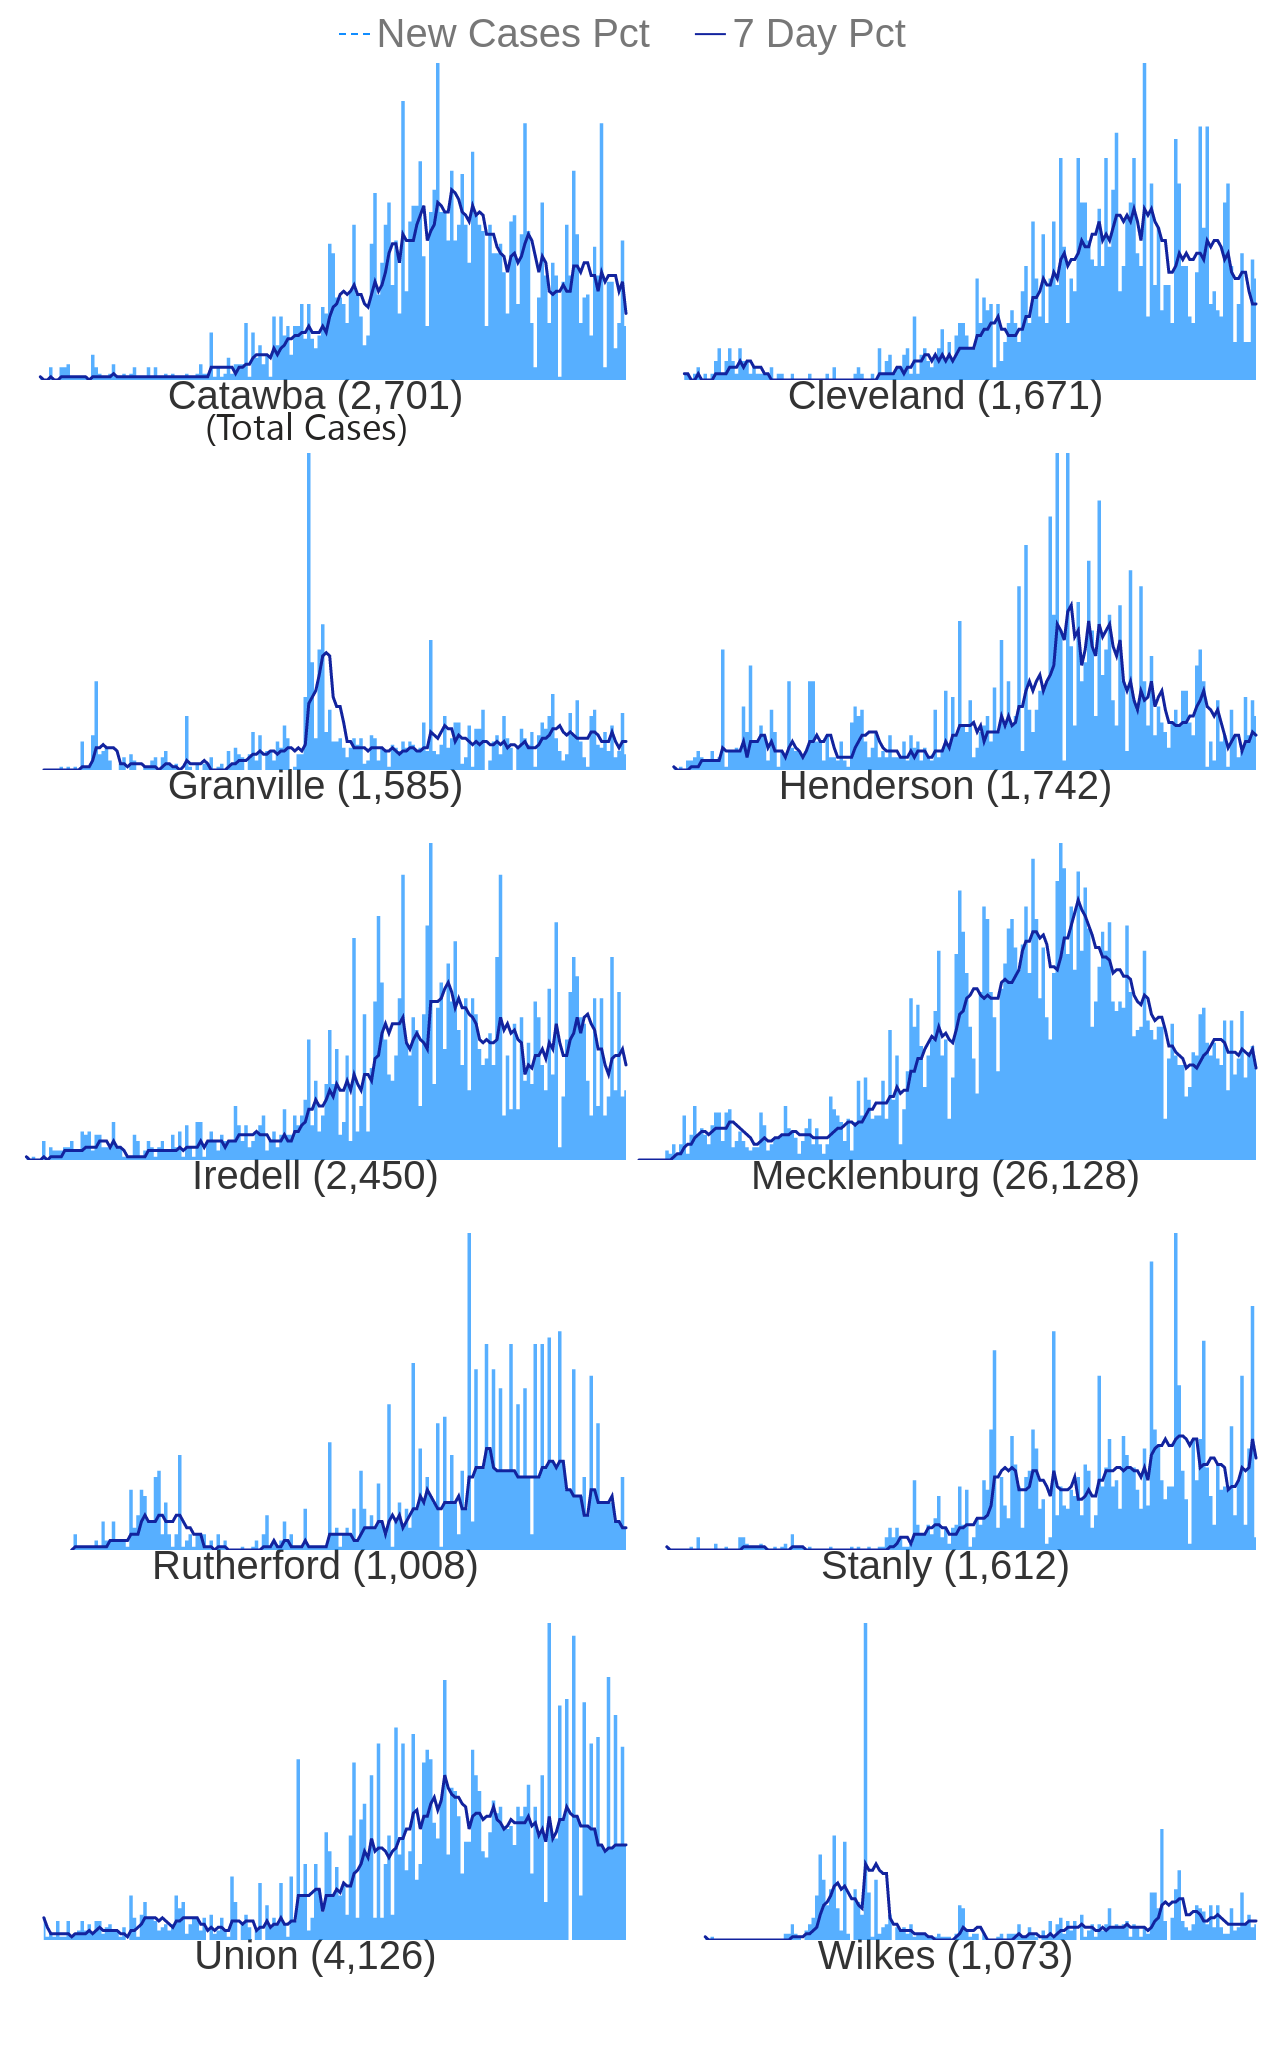 New Cases Pct 7 Day Pct
Catawba (2,701) Cleveland (1,671)
(Total Cases)
Granville (1,585) Henderson (1,742)
Iredell (2,450) Mecklenburg (26,128)
Rutherford (1,008) Stanly (1,612)
Union (4,126) Wilkes (1,073)